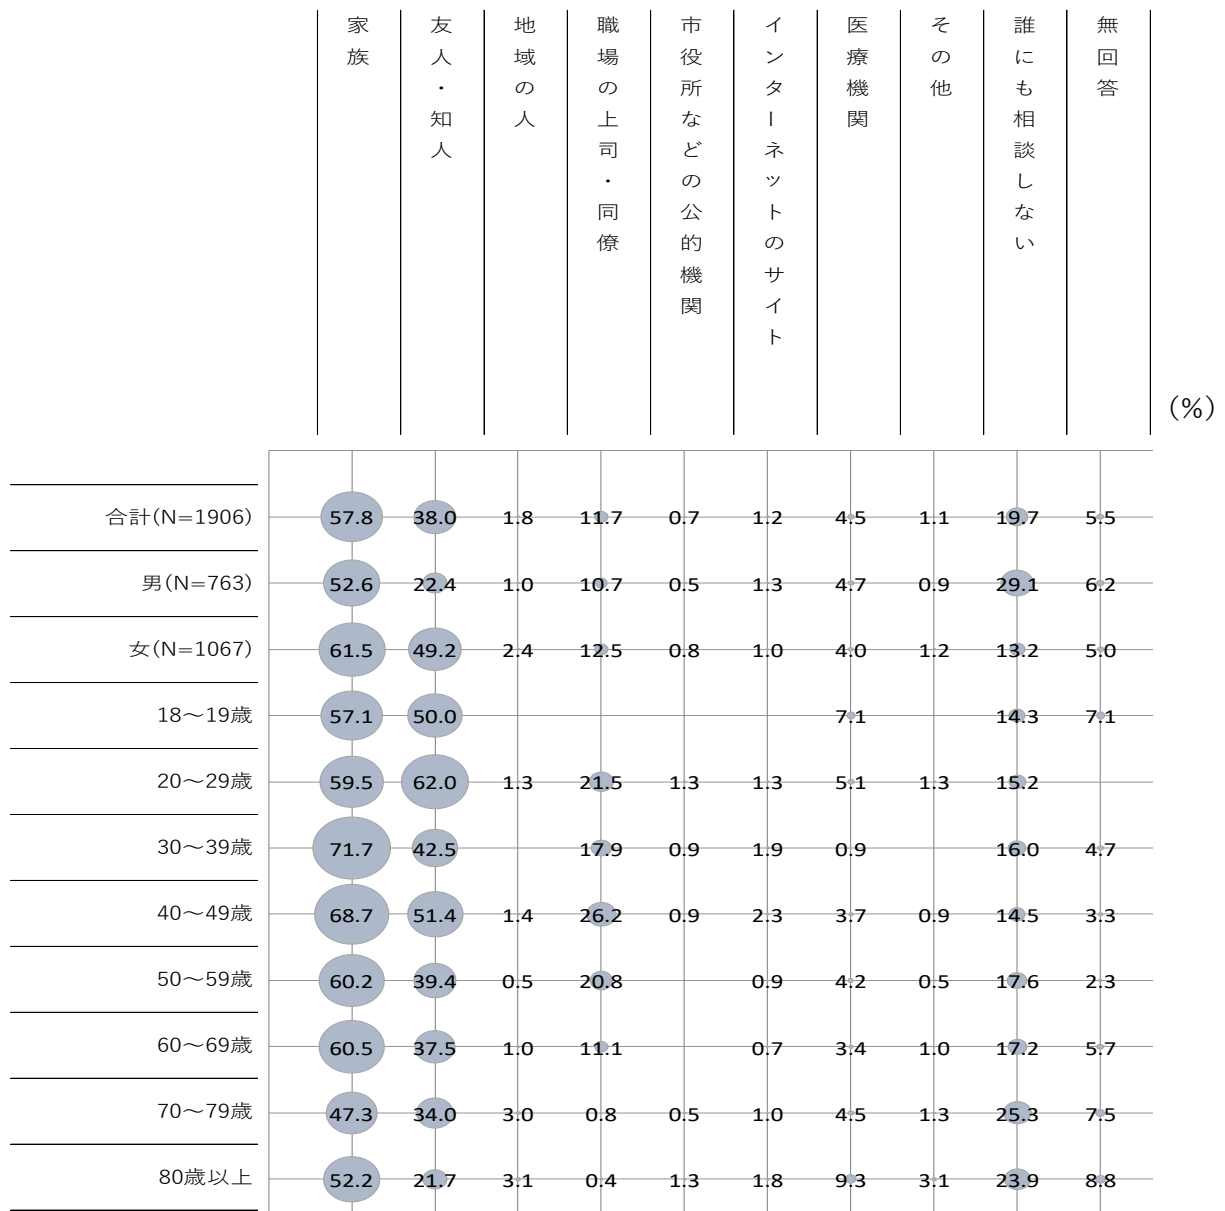 家族
友人・知人
地域の人
職場の上司・同僚
市役所などの公的機関
インターネットのサイト
医療機関
その他
誰にも相談しない
無回答
(%)
合計(N=1906) 57.8 38.0 1.8 11.7 0.7 1.2 4.5 1.1 19.7 5.5
男(N=763) 52.6 22.4 1.0 10.7 0.5 1.3 4.7 0.9 29.1 6.2
女(N=1067) 61.5 49.2 2.4 12.5 0.8 1.0 4.0 1.2 13.2 5.0
18～19歳 57.1 50.0 7.1 14.3 7.1
20～29歳 59.5 62.0 1.3 21.5 1.3 1.3 5.1 1.3 15.2
30～39歳 71.7 42.5 17.9 0.9 1.9 0.9 16.0 4.7
40～49歳 68.7 51.4 1.4 26.2 0.9 2.3 3.7 0.9 14.5 3.3
50～59歳 60.2 39.4 0.5 20.8 0.9 4.2 0.5 17.6 2.3
60～69歳 60.5 37.5 1.0 11.1 0.7 3.4 1.0 17.2 5.7
70～79歳 47.3 34.0 3.0 0.8 0.5 1.0 4.5 1.3 25.3 7.5
80歳以上 52.2 21.7 3.1 0.4 1.3 1.8 9.3 3.1 23.9 8.8